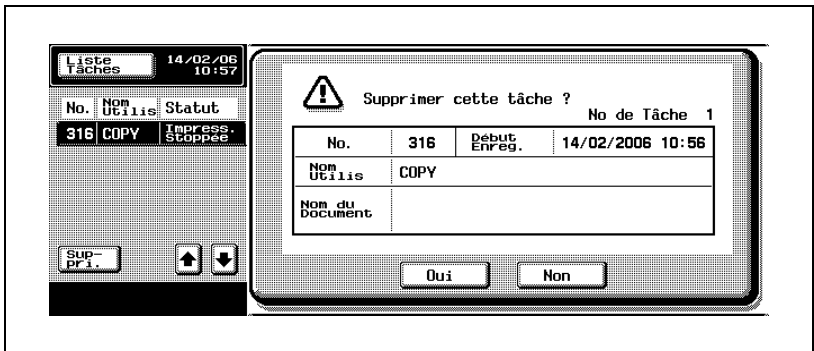 Liste Tâches 14/02/06 10:57
No. Nom Utilis Statut
316 COPY Impress. Stoppée
Sup- pri.
Supprimer cette tâche ?
No de Tâche 1
No. 316 Début Enreg. 14/02/2006 10:56
Nom Utilis COPY
Nom du Document
Oui Non